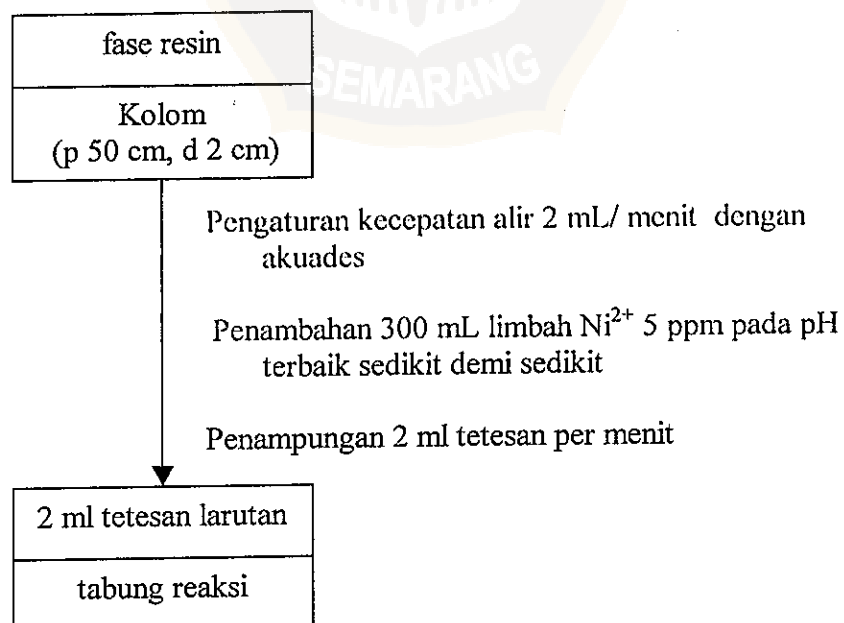 SEMARANG
fase resin
Kolom
(p 50 cm, d 2 cm)
Pengaturan kecepatan alir 2 mL/ menit dengan
akuades
Penambahan 300 mL limbah Ni²⁺ 5 ppm pada pH
terbaik sedikit demi sedikit
Penampungan 2 ml tetesan per menit
2 ml tetesan larutan
tabung reaksi